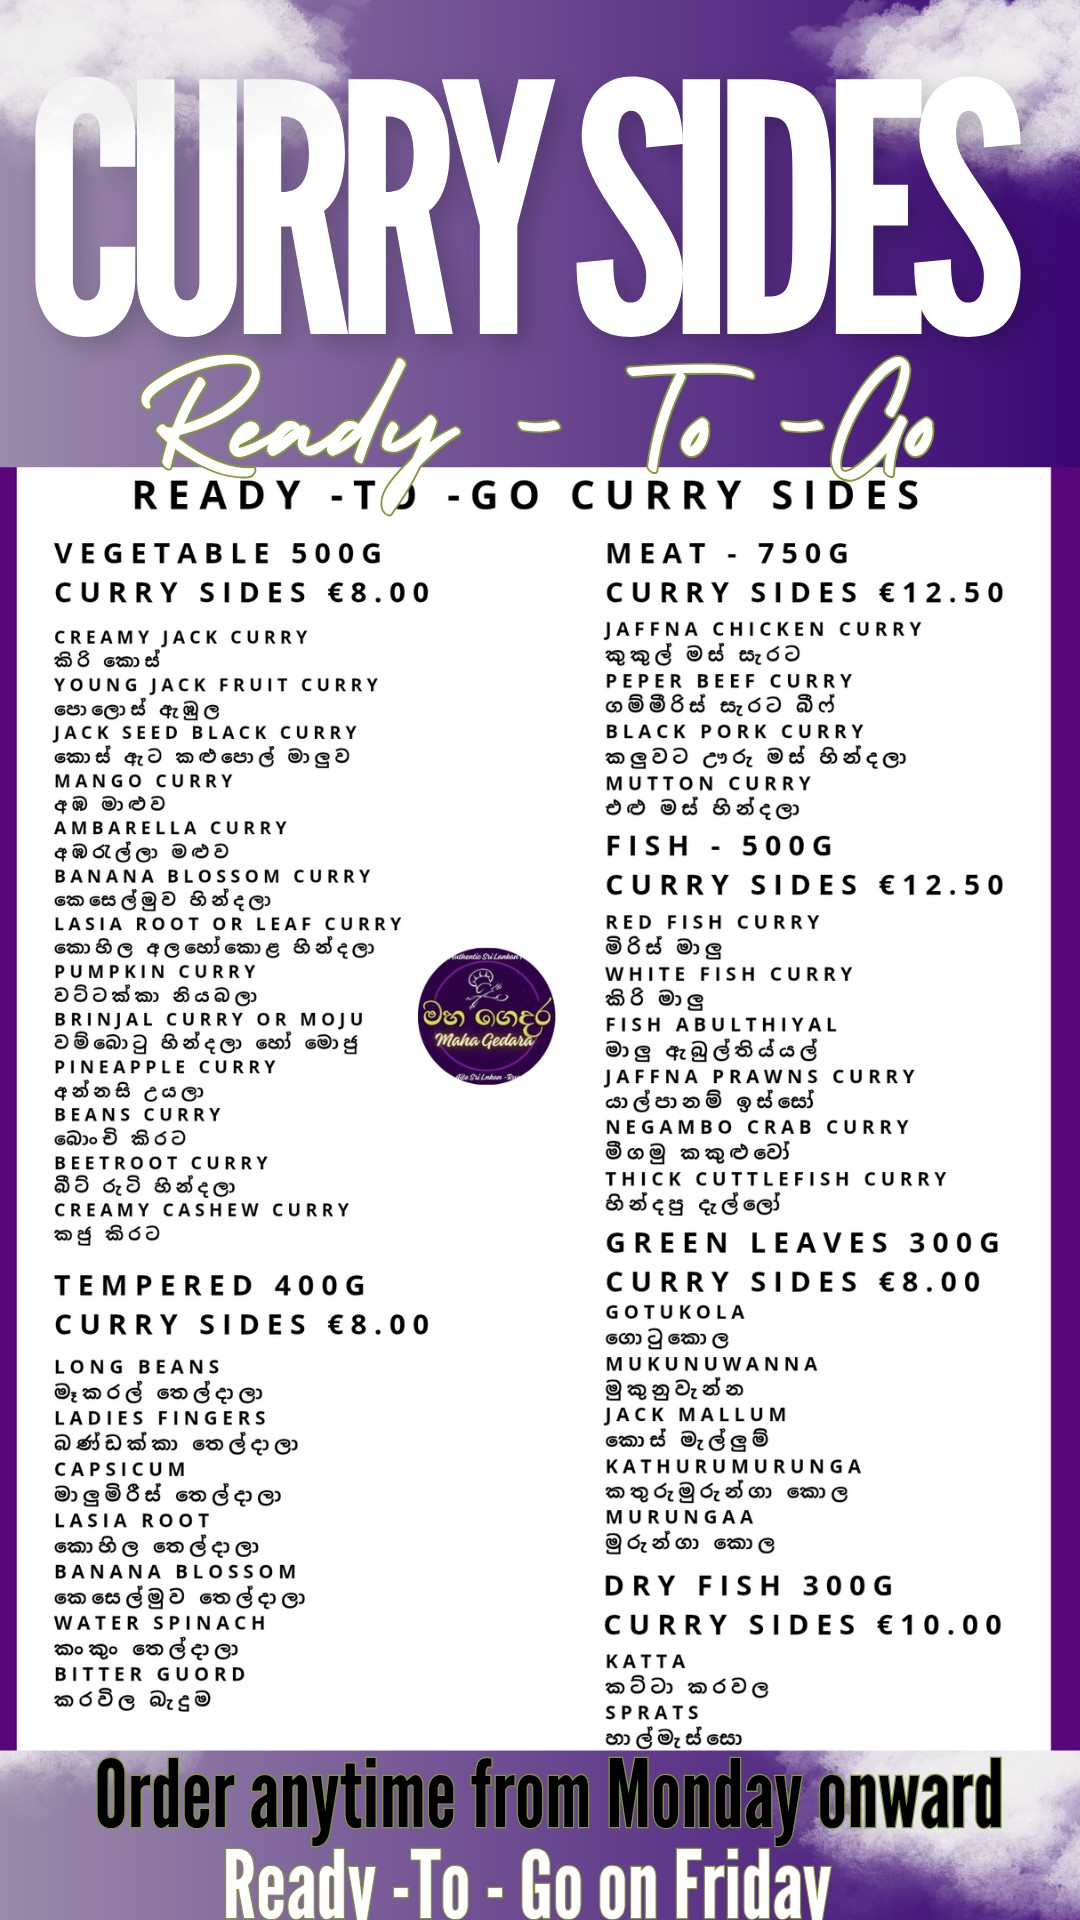 CURRY SIDES
Ready - To - Go
READY -TO -GO CURRY SIDES
VEGETABLE 500G
CURRY SIDES €8.00
CREAMY JACK CURRY
කිරි කොස්
YOUNG JACK FRUIT CURRY
පොලොස් ඇඹුල
JACK SEED BLACK CURRY
කොස් ඇට කළුපොල් මාලුව
MANGO CURRY
අඹ මාළුව
AMBARELLA CURRY
අඹරැල්ලා මළුව
BANANA BLOSSOM CURRY
කෙසෙල්මුව හින්දලා
LASIA ROOT OR LEAF CURRY
කොහිල අලහෝකොළ හින්දලා
PUMPKIN CURRY
වට්ටක්කා නියබලා
BRINJAL CURRY OR MOJU
වම්බොටු හින්දලා හෝ මොජු
PINEAPPLE CURRY
අන්නසි උයලා
BEANS CURRY
බොංචි කිරට
BEETROOT CURRY
බීට් රුටි හින්දලා
CREAMY CASHEW CURRY
කජු කිරට
TEMPERED 400G
CURRY SIDES €8.00
LONG BEANS
මෑකරල් තෙල්දාලා
LADIES FINGERS
බණ්ඩක්කා තෙල්දාලා
CAPSICUM
මාලුමිරීස් තෙල්දාලා
LASIA ROOT
කොහිල තෙල්දාලා
BANANA BLOSSOM
කෙසෙල්මුව තෙල්දාලා
WATER SPINACH
කංකුං තෙල්දාලා
BITTER GUORD
කරවිල බැදුම
මහ ගෙදර
Maha Gedara
MEAT - 750G
CURRY SIDES €12.50
JAFFNA CHICKEN CURRY
කුකුල් මස් සැරට
PEPER BEEF CURRY
ගම්මීරිස් සැරට බීෆ්
BLACK PORK CURRY
කලුවට ඌරු මස් හින්දලා
MUTTON CURRY
එළු මස් හින්දලා
FISH - 500G
CURRY SIDES €12.50
RED FISH CURRY
මිරිස් මාලු
WHITE FISH CURRY
කිරි මාලු
FISH ABULTHIYAL
මාලු ඇබුල්තිය්යල්
JAFFNA PRAWNS CURRY
යාල්පානම් ඉස්සෝ
NEGAMBO CRAB CURRY
මීගමු කකුළුවෝ
THICK CUTTLEFISH CURRY
හින්දපු දැල්ලෝ
GREEN LEAVES 300G
CURRY SIDES €8.00
GOTUKOLA
ගොටුකොල
MUKUNUWANNA
මුකුනුවැන්න
JACK MALLUM
කොස් මැල්ලුම්
KATHURUMURUNGA
කතුරුමුරුන්ගා කොල
MURUNGAA
මුරුන්ගා කොල
DRY FISH 300G
CURRY SIDES €10.00
KATTA
කට්ටා කරවල
SPRATS
හාල්මැස්සො
Order anytime from Monday onward
Ready -To - Go on Friday